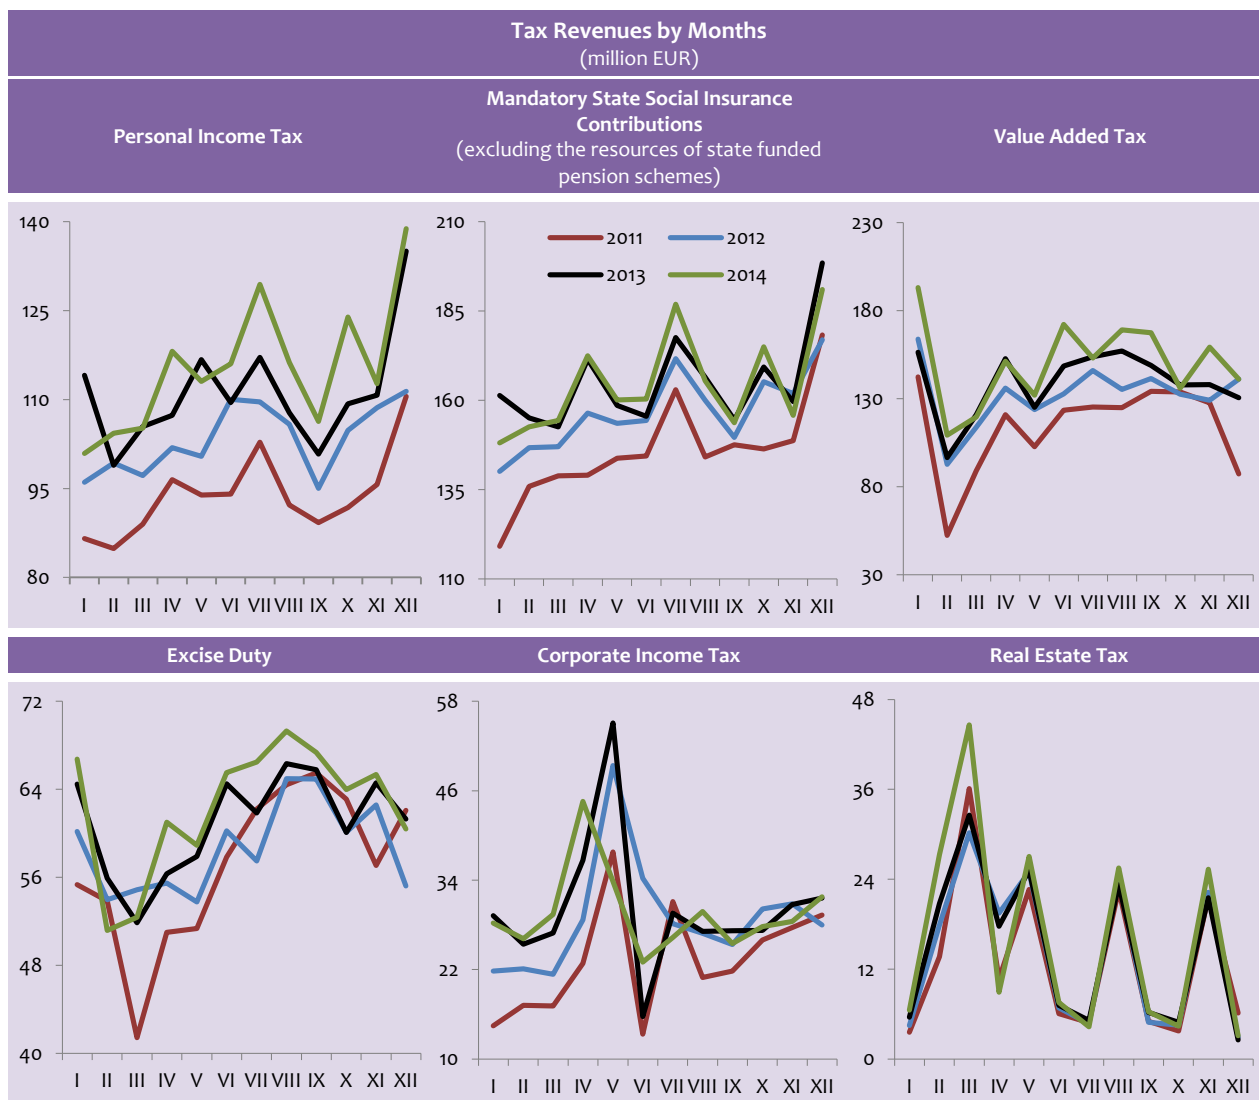 Tax Revenues by Months
(million EUR)
Personal Income Tax
Mandatory State Social Insurance
Contributions
(excluding the resources of state funded
pension schemes)
Value Added Tax
140
125
110
95
80
I II III IV V VI VII VIII IX X XI XII
210
185
160
135
110
2011 2012
2013 2014
I II III IV V VI VII VIII IX X XI XII
230
180
130
80
30
I II III IV V VI VII VIII IX X XI XII
Excise Duty
Corporate Income Tax
Real Estate Tax
72
64
56
48
40
I II III IV V VI VII VIII IX X XI XII
58
46
34
22
10
I II III IV V VI VII VIII IX X XI XII
48
36
24
12
0
I II III IV V VI VII VIII IX X XI XII